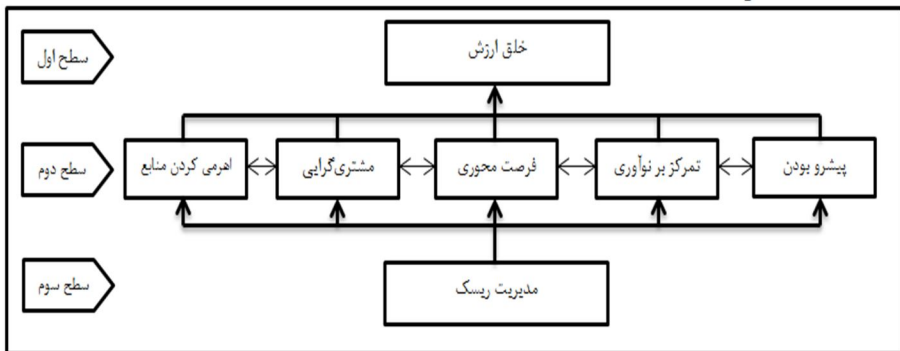 سطح اول
خلق ارزش
سطح دوم
پیشرو بودن
تمرکز بر نوآوری
فرصت محوری
مشتری‌گرایی
اهرمی کردن منابع
سطح سوم
مدیریت ریسک